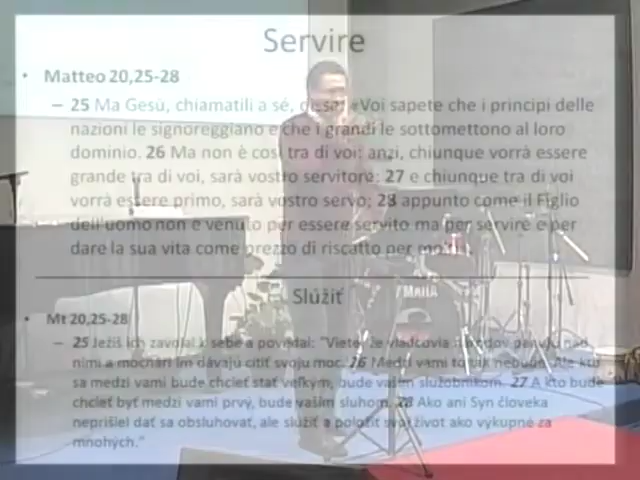 Servire
• Matteo 20,25-28
– 25 Ma Gesù, chiamatili a sé, disse: «Voi sapete che i principi delle
nazioni le signoreggiano e che i grandi le sottomettono al loro
dominio. 26 Ma non è così tra di voi: anzi, chiunque vorrà essere
grande tra di voi, sarà vostro servitore; 27 e chiunque tra di voi
vorrà essere primo, sarà vostro servo; 28 appunto come il Figlio
dell'uomo non è venuto per essere servito ma per servire e per
dare la sua vita come prezzo di riscatto per molti».
Slúžiť
• Mt 20,25-28
– 25 Ježiš ich zavolal k sebe a povedal: "Viete, že vládcovia národov panujú nad
nimi a mocnári im dávajú cítiť svoju moc. 26 Medzi vami to tak nebude. Ale kto
sa medzi vami bude chcieť stať veľkým, bude vaším služobníkom. 27 A kto bude
chcieť byť medzi vami prvý, bude vaším sluhom. 28 Ako ani Syn človeka
neprišiel dať sa obsluhovať, ale slúžiť a položiť svoj život ako výkupné za
mnohých."
YAMAHA